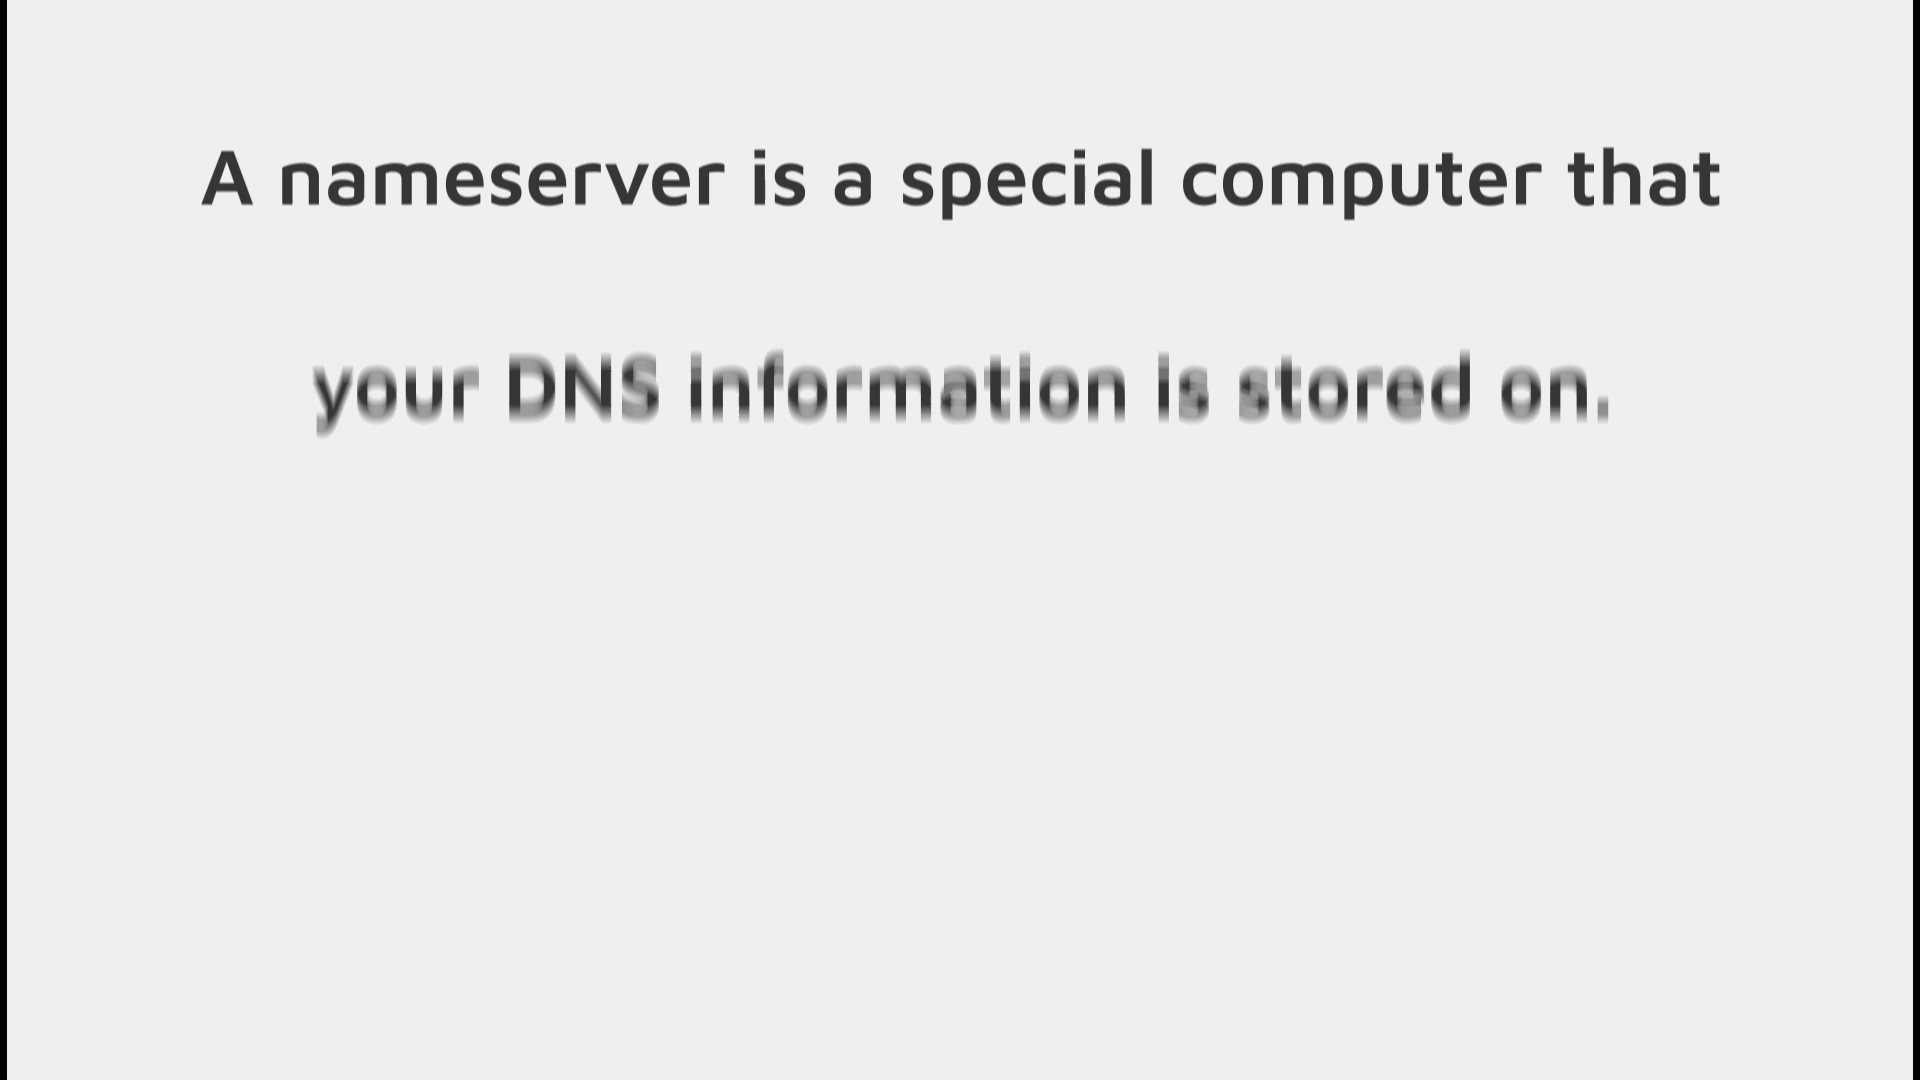 A nameserver is a special computer that
your DNS information is stored on.